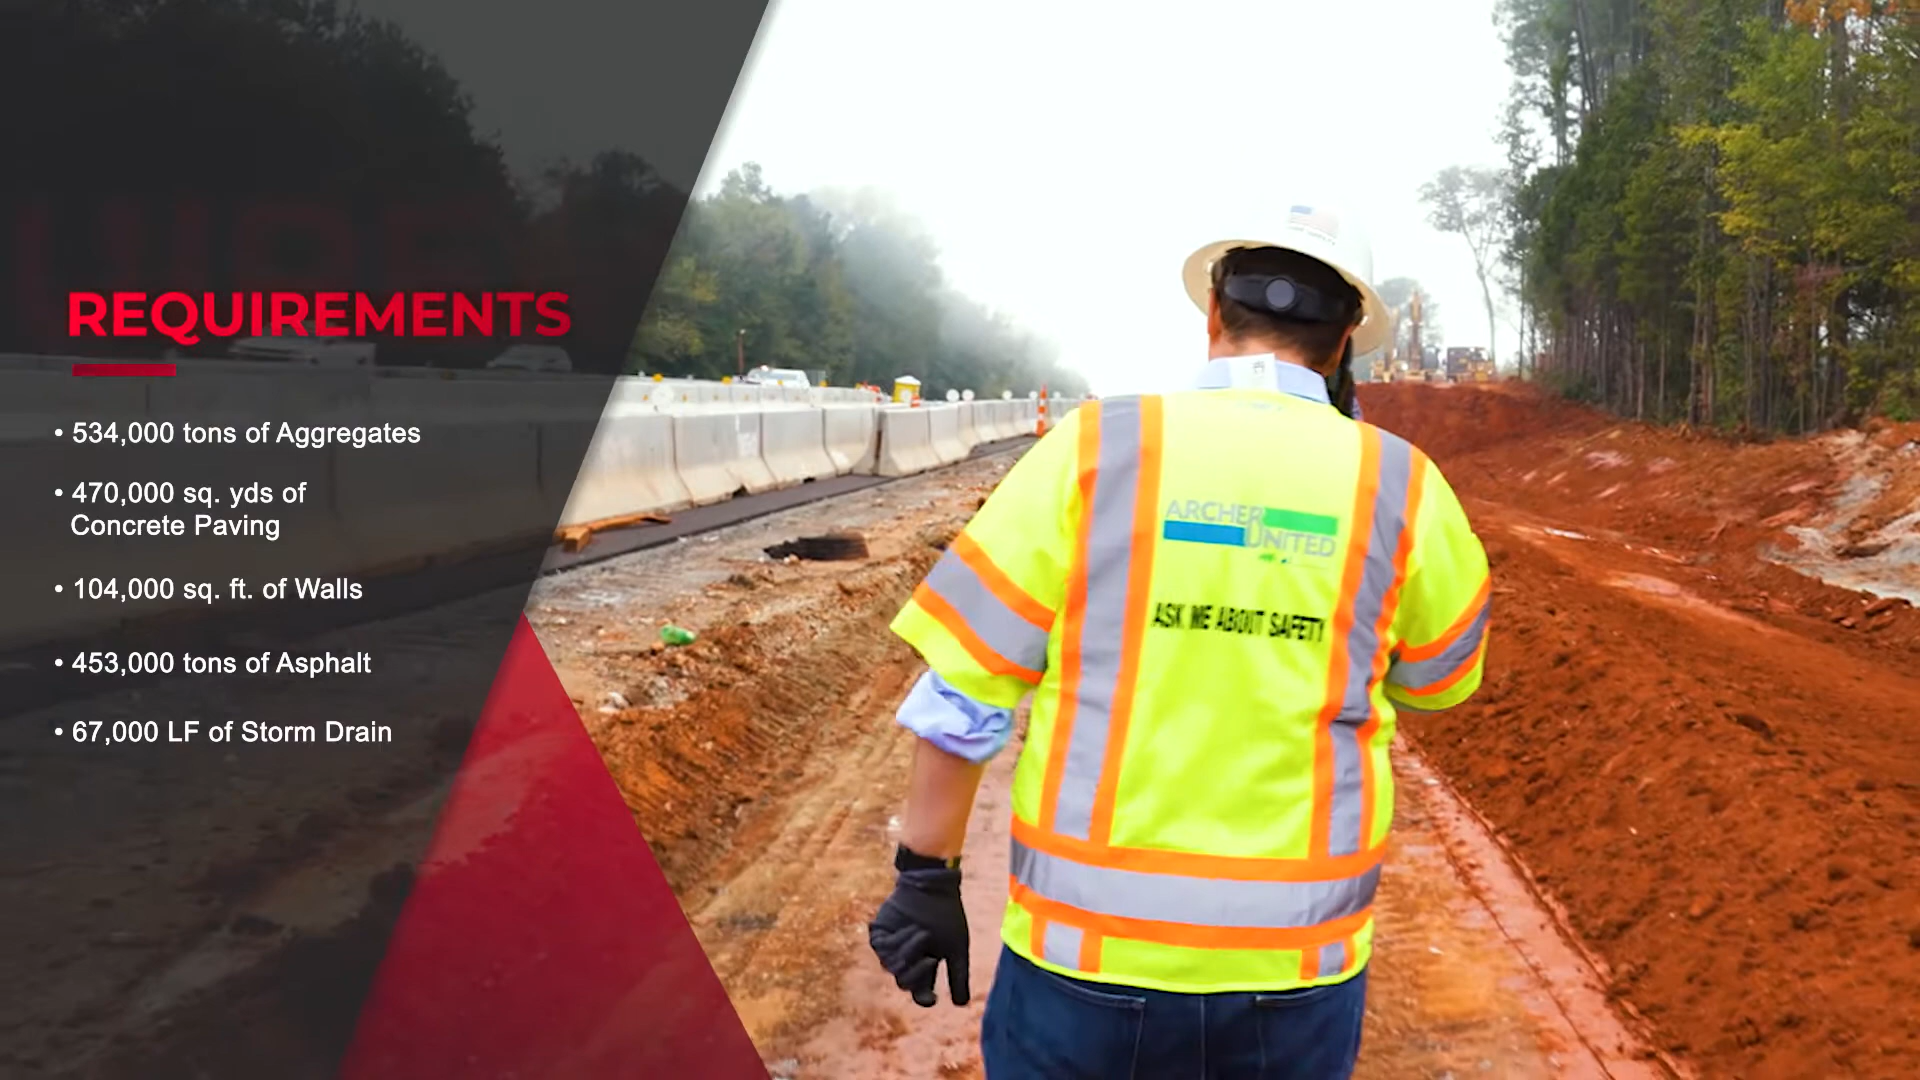 REQUIREMENTS
• 534,000 tons of Aggregates
• 470,000 sq. yds of
Concrete Paving
• 104,000 sq. ft. of Walls
• 453,000 tons of Asphalt
• 67,000 LF of Storm Drain
ARCHER
UNITED
ASK ME ABOUT SAFETY